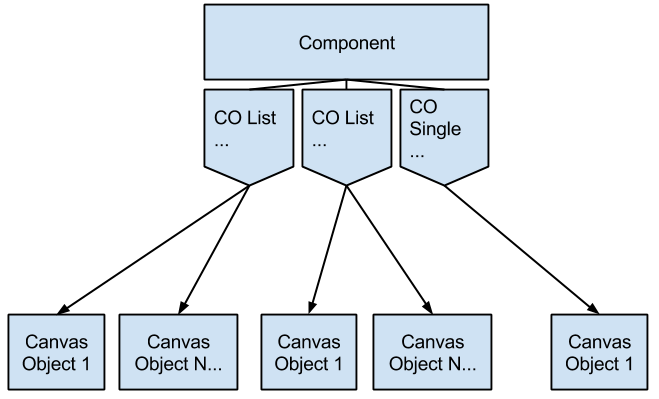 Component
CO List
...
CO List
...
CO
Single
...
Canvas
Object 1
Canvas
Object N...
Canvas
Object 1
Canvas
Object N...
Canvas
Object 1